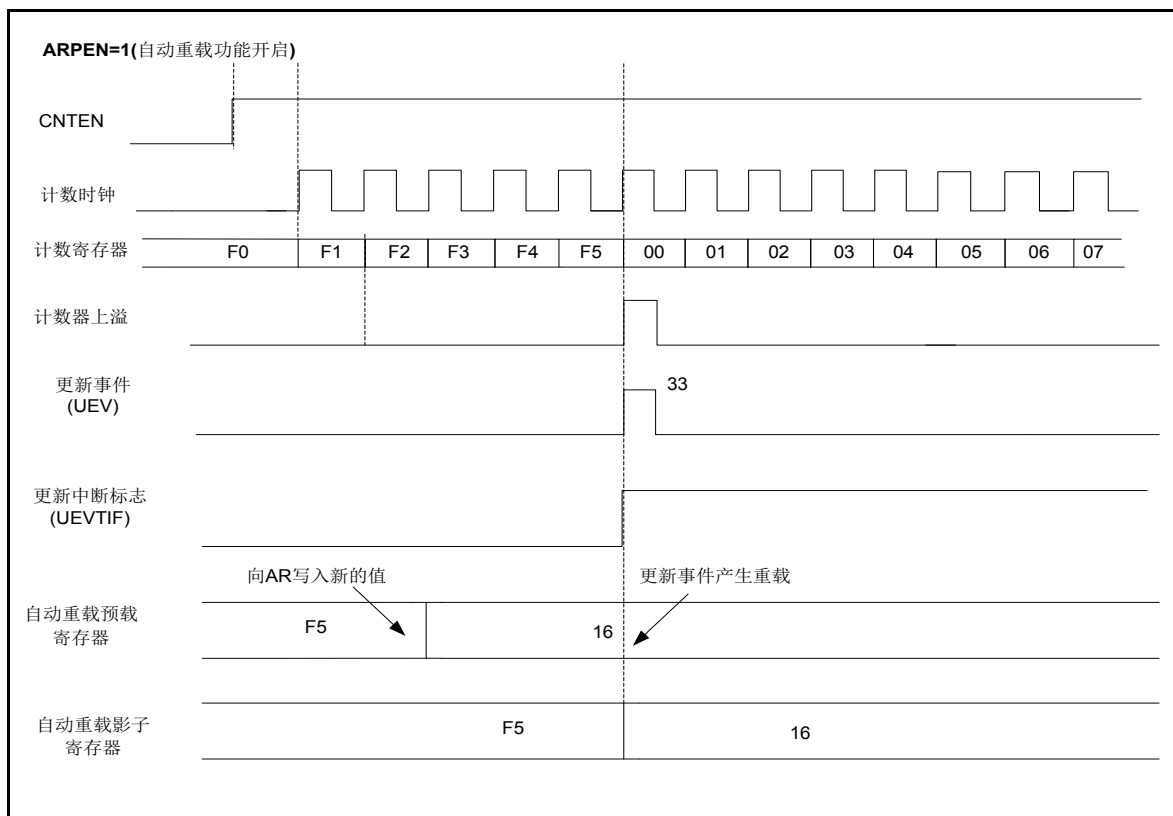 ARPEN=1(自动重载功能开启)
CNTEN
计数时钟
计数寄存器
F0 F1 F2 F3 F4 F5 00 01 02 03 04 05 06 07
计数器上溢
更新事件
(UEV)
33
更新中断标志
(UEVTIF)
向AR写入新的值
更新事件产生重载
自动重载预载
寄存器
F5
16
自动重载影子
寄存器
F5
16